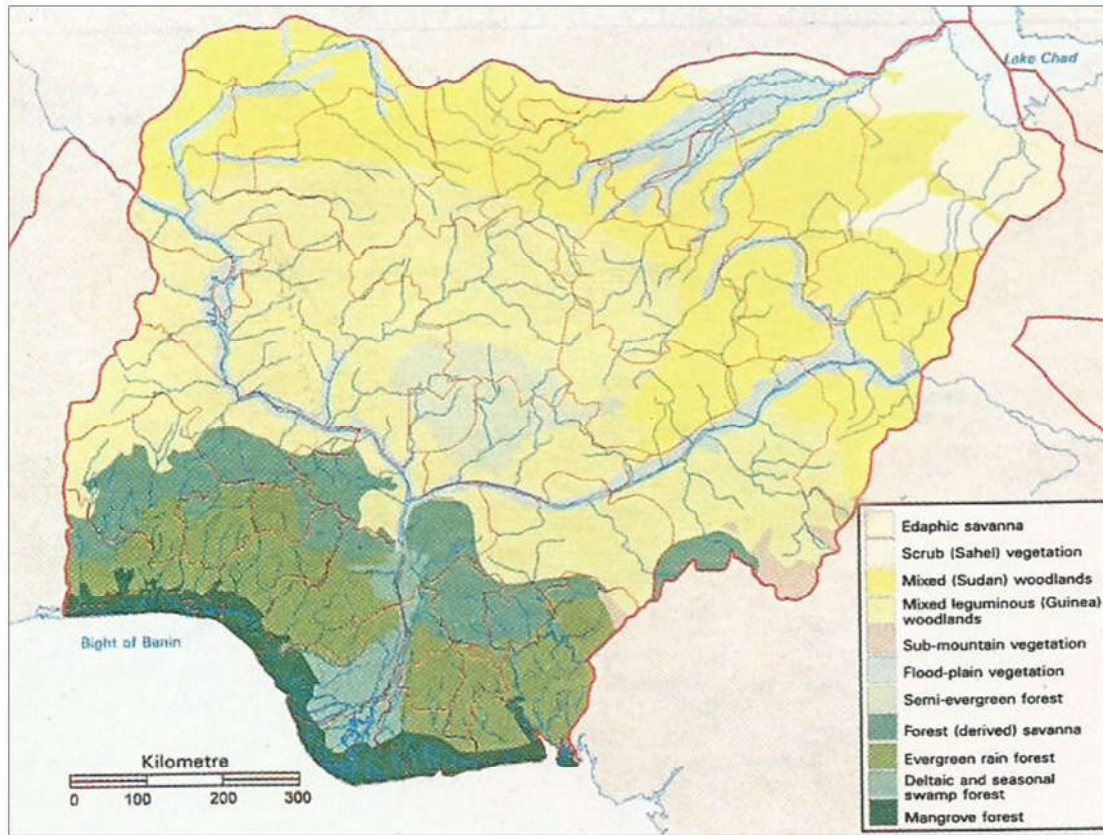 Lake Chad
Edaphic savanna
Scrub (Sahel) vegetation
Mixed (Sudan) woodlands
Mixed leguminous (Guinea)
woodlands
Sub-mountain vegetation
Flood-plain vegetation
Semi-evergreen forest
Forest (derived) savanna
Evergreen rain forest
Deltaic and seasonal
swamp forest
Mangrove forest
Bight of Benin
Kilometre
0 100 200 300